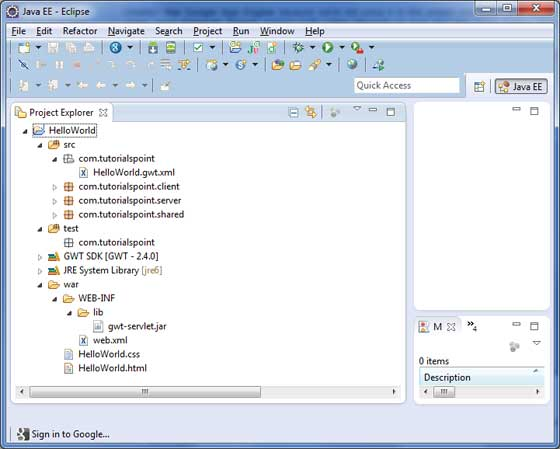 Java EE - Eclipse
File Edit Refactor Navigate Search Project Run Window Help
Quick Access
Java EE
Project Explorer
HelloWorld
src
com.tutorialspoint
HelloWorld.gwt.xml
com.tutorialspoint.client
com.tutorialspoint.server
com.tutorialspoint.shared
test
com.tutorialspoint
GWT SDK [GWT - 2.4.0]
JRE System Library [jre6]
war
WEB-INF
lib
gwt-servlet.jar
web.xml
HelloWorld.css
HelloWorld.html
M
4
0 items
Description
Sign in to Google...